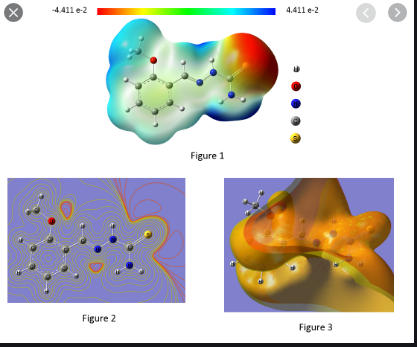 -4.411 e-2
4.411 e-2
H
O
N
C
S
Figure 1
Figure 2
Figure 3